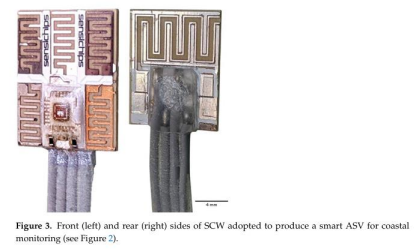 sensichips
sensichips
mm
Figure 3. Front (left) and rear (right) sides of SCW adopted to produce a smart ASV for coastal
monitoring (see Figure 2).